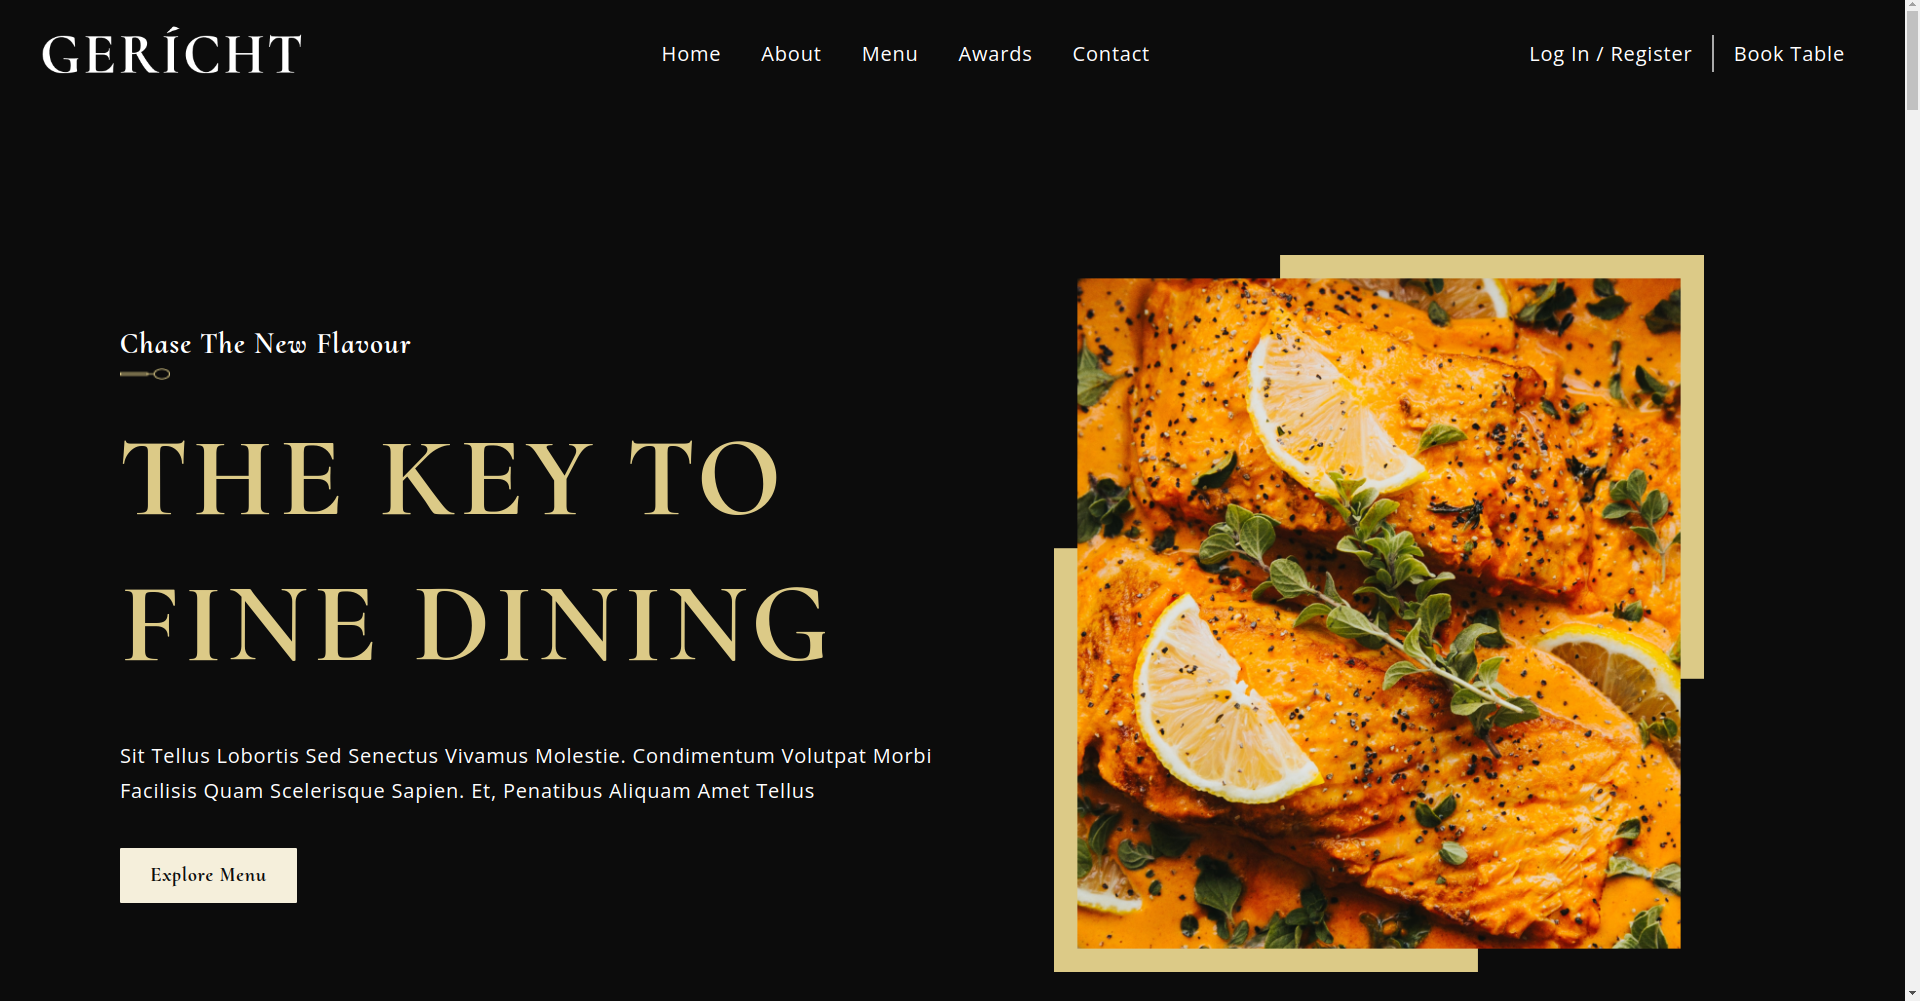 GERÍCHT
Home
About
Menu
Awards
Contact
Log In / Register
Book Table
Chase The New Flavour
THE KEY TO
FINE DINING
Sit Tellus Lobortis Sed Senectus Vivamus Molestie. Condimentum Volutpat Morbi
Facilisis Quam Scelerisque Sapien. Et, Penatibus Aliquam Amet Tellus
Explore Menu